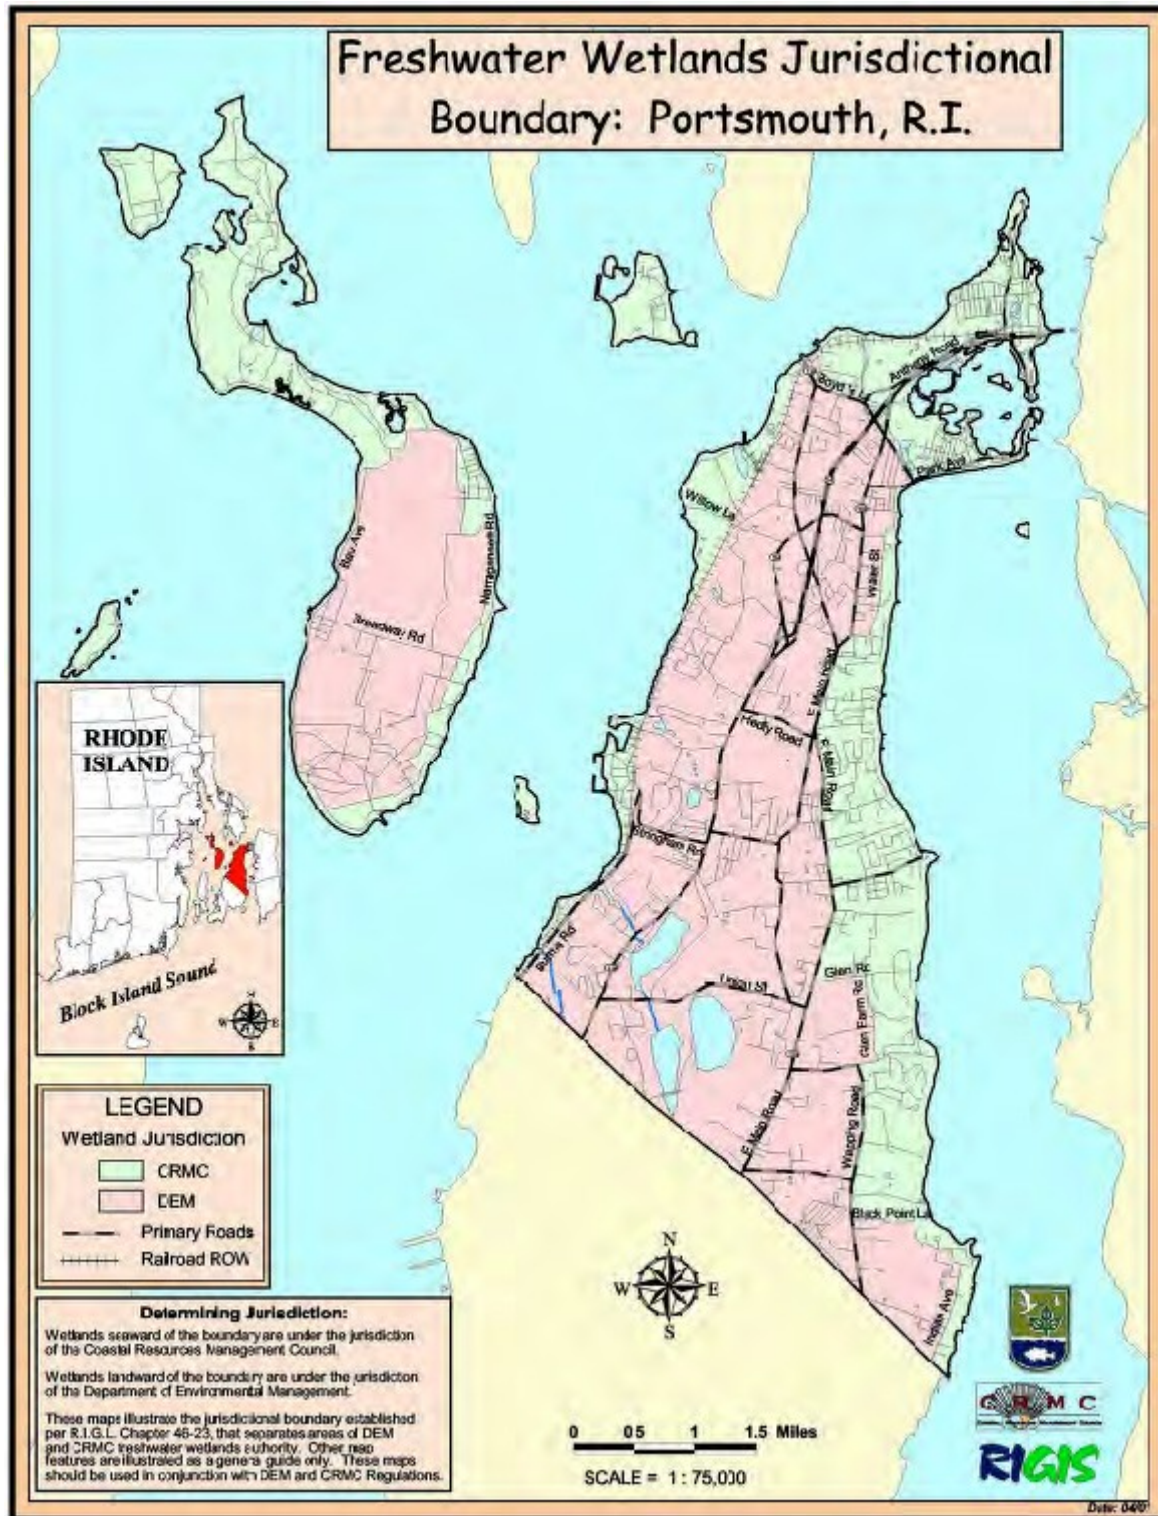 Freshwater Wetlands Jurisdictional
Boundary: Portsmouth, R.I.
Anthony Road
Boyd's
Park Ave
Willow La
Water St
Narragansett Rd
Broadway Rd
E Main Road
Hedly Road
E Main Road
Stringham Rd
Burma Rd
Union St
Glen Rd
Glen Farm Rd
E Main Road
Wapping Road
Black Point La
Indian Ave
RHODE
ISLAND
Block Island Sound
N
W
E
S
LEGEND
Wetland Jurisdiction
CRMC
DEM
Primary Roads
Railroad ROW
N
W
E
S
Determining Jurisdiction:
Wetlands seaward of the boundary are under the jurisdiction
of the Coastal Resources Management Council.
Wetlands landward of the boundary are under the jurisdiction
of the Department of Environmental Management.
These maps illustrate the jurisdictional boundary established
per R.I.G.L. Chapter 46-23, that separates areas of DEM
and CRMC freshwater wetlands authority. Other map
features are illustrated as a general guide only. These maps
should be used in conjunction with DEM and CRMC Regulations.
0 0.5 1 1.5 Miles
SCALE = 1 : 75,000
CRMC
RIGIS
Date: